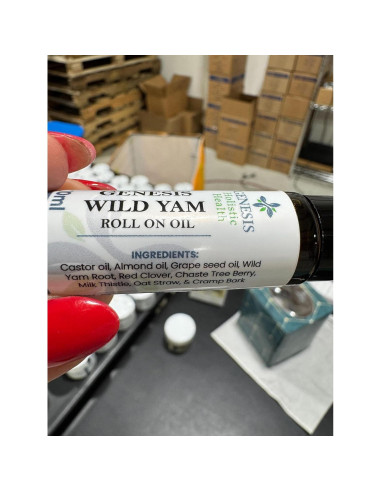 GENESIS
WILD YAM
ROLL ON OIL
INGREDIENTS:
Castor oil, Almond oil, Grape seed oil, Wild
Yam Root, Red Clover, Chaste Tree Berry,
Milk Thistle, Oat Straw, & Cramp Bark
GENESIS
Holistic
Health
0ml